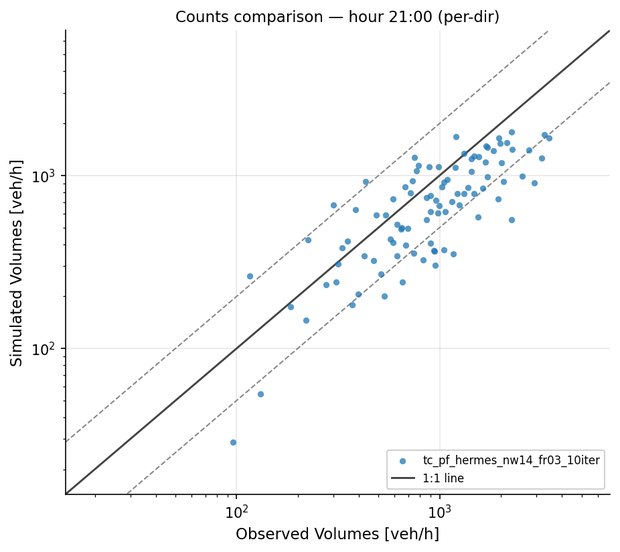 Counts comparison — hour 21:00 (per-dir)
Simulated Volumes [veh/h]
10³
10²
10²
10³
Observed Volumes [veh/h]
tc_pf_hermes_nw14_fr03_10iter
1:1 line